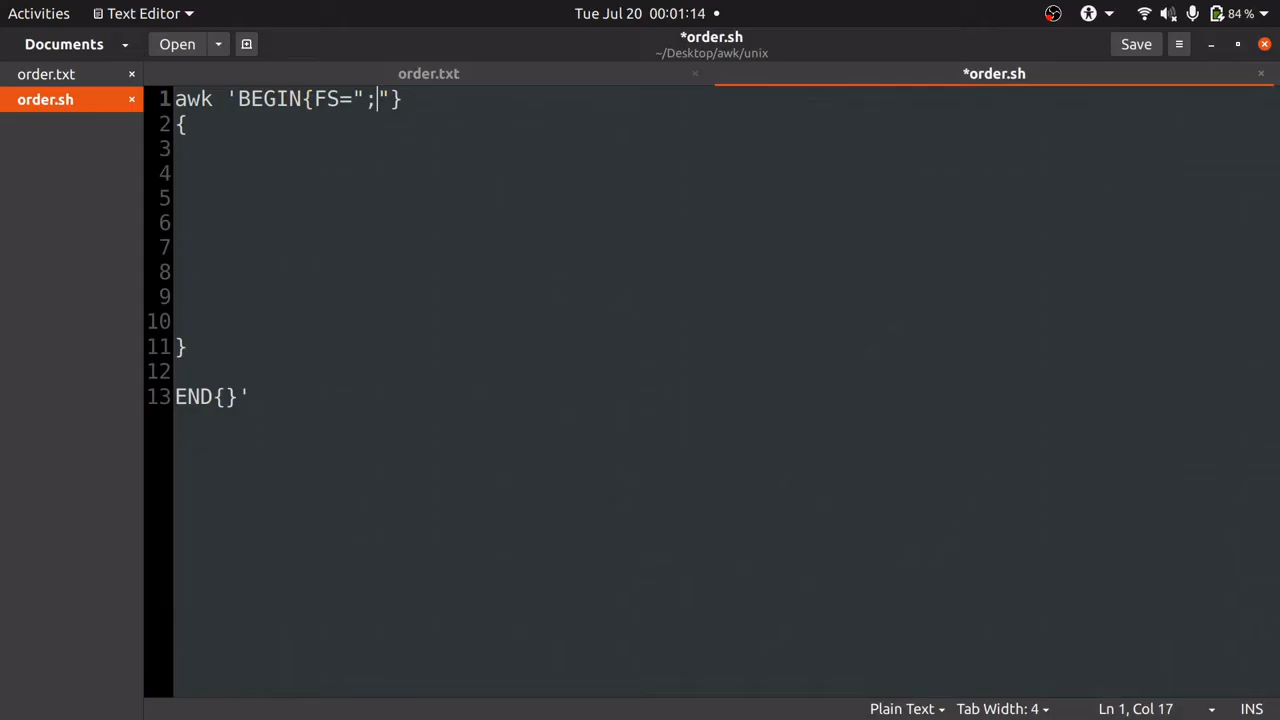 Activities Text Editor Tue Jul 20 00:01:14 84 %
Documents Open *order.sh Save
~/Desktop/awk/unix
order.txt order.txt *order.sh
order.sh
1 awk 'BEGIN{FS=";"}
2 {
3
4
5
6
7
8
9
10
11 }
12
13 END{}'
Plain Text Tab Width: 4 Ln 1, Col 17 INS